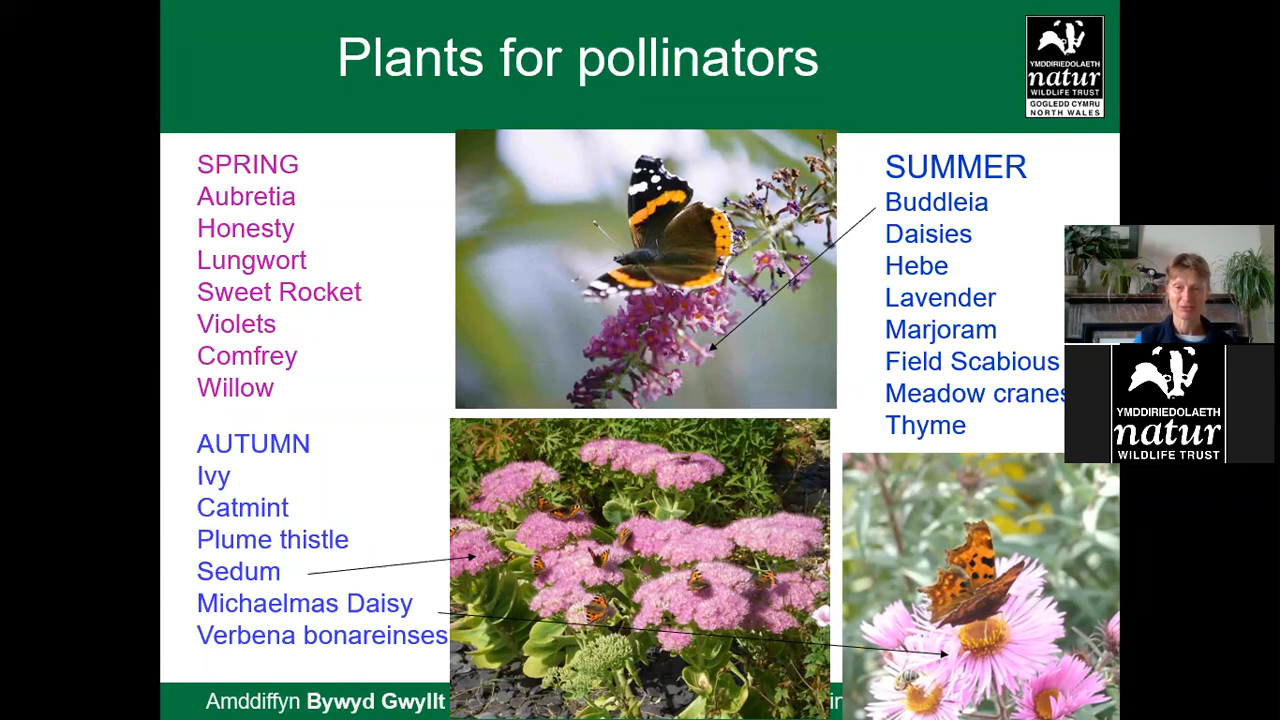 Plants for pollinators
YMDDIRIEDOLAETH
natur
WILDLIFE TRUST
GOGLEDD CYMRU
NORTH WALES
SPRING
Aubretia
Honesty
Lungwort
Sweet Rocket
Violets
Comfrey
Willow
AUTUMN
Ivy
Catmint
Plume thistle
Sedum
Michaelmas Daisy
Verbena bonareinses
SUMMER
Buddleia
Daisies
Hebe
Lavender
Marjoram
Field Scabious
Meadow cranes
Thyme
YMDDIRIEDOLAETH
natur
WILDLIFE TRUST
Amddiffyn Bywyd Gwyllt